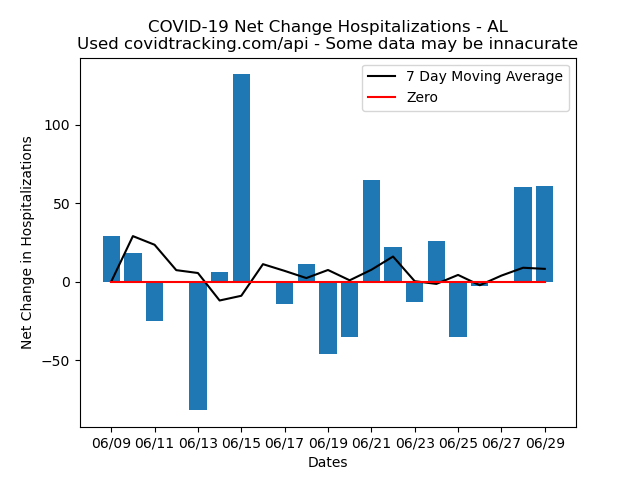 COVID-19 Net Change Hospitalizations - AL
Used covidtracking.com/api - Some data may be innacurate
7 Day Moving Average
Zero
Net Change in Hospitalizations
100
50
0
−50
06/09 06/11 06/13 06/15 06/17 06/19 06/21 06/23 06/25 06/27 06/29
Dates